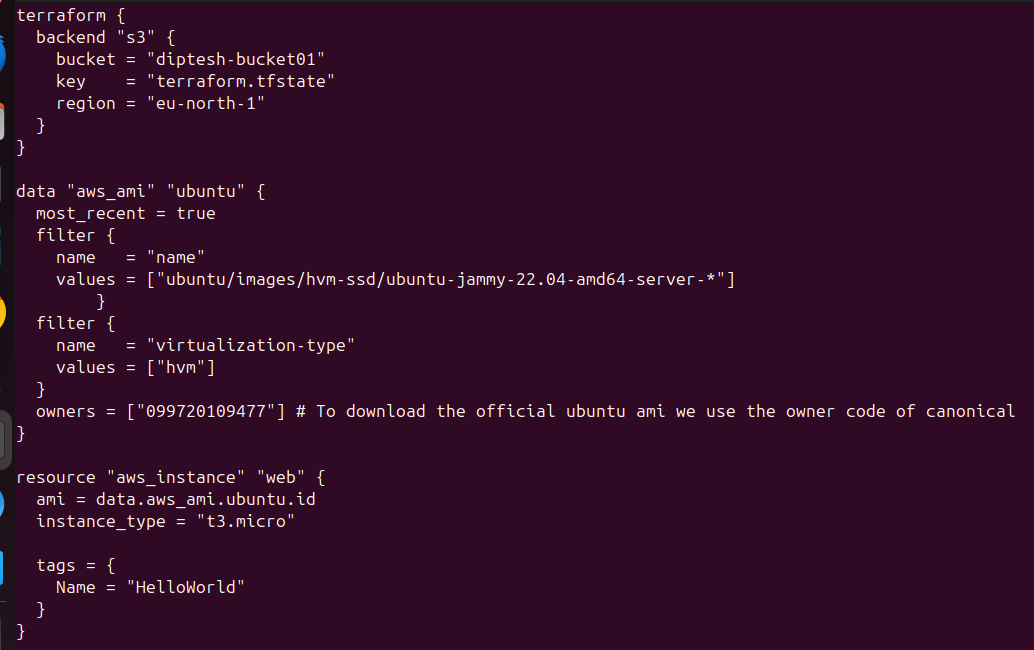 terraform {
  backend "s3" {
    bucket = "diptesh-bucket01"
    key    = "terraform.tfstate"
    region = "eu-north-1"
  }
}

data "aws_ami" "ubuntu" {
  most_recent = true
  filter {
    name   = "name"
    values = ["ubuntu/images/hvm-ssd/ubuntu-jammy-22.04-amd64-server-*"]
        }
  filter {
    name   = "virtualization-type"
    values = ["hvm"]
  }
  owners = ["099720109477"] # To download the official ubuntu ami we use the owner code of canonical
}

resource "aws_instance" "web" {
  ami = data.aws_ami.ubuntu.id
  instance_type = "t3.micro"

  tags = {
    Name = "HelloWorld"
  }
}